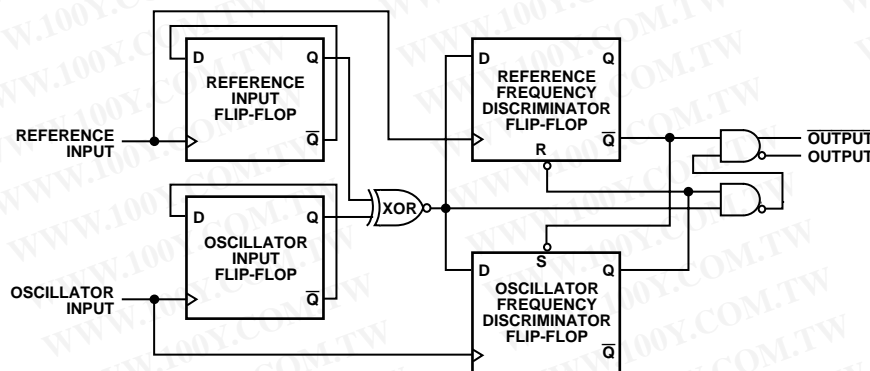 WWW.100Y.COM.TW
D
Q
REFERENCE
INPUT
FLIP-FLOP
Q
REFERENCE
INPUT
D
Q
OSCILLATOR
INPUT
FLIP-FLOP
Q
OSCILLATOR
INPUT
XOR
D
Q
REFERENCE
FREQUENCY
DISCRIMINATOR
FLIP-FLOP
Q
R
OUTPUT
OUTPUT
S
D
Q
OSCILLATOR
FREQUENCY
DISCRIMINATOR
FLIP-FLOP
Q